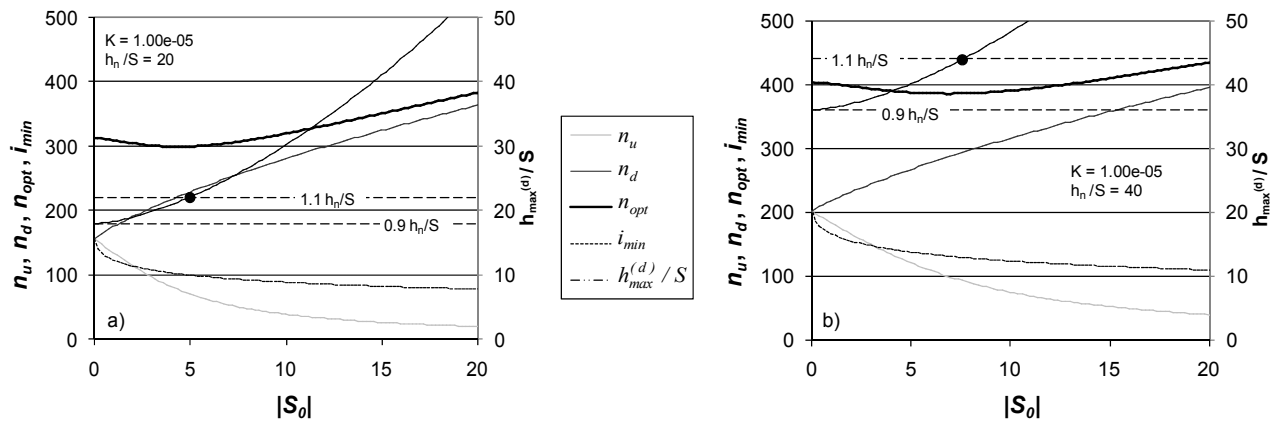 500
400
300
200
100
0
n_u, n_d, n_opt, i_min
K = 1.00e-05
h_n/S = 20
1.1 h_n/S
0.9 h_n/S
a)
0 5 10 15 20
|S_0|
50
40
30
20
10
0
h_max^(d)/S
n_u
n_d
n_opt
i_min
h_max^(d) / S
500
400
300
200
100
0
n_u, n_d, n_opt, i_min
1.1 h_n/S
0.9 h_n/S
K = 1.00e-05
h_n/S = 40
b)
0 5 10 15 20
|S_0|
50
40
30
20
10
0
h_max^(d)/S